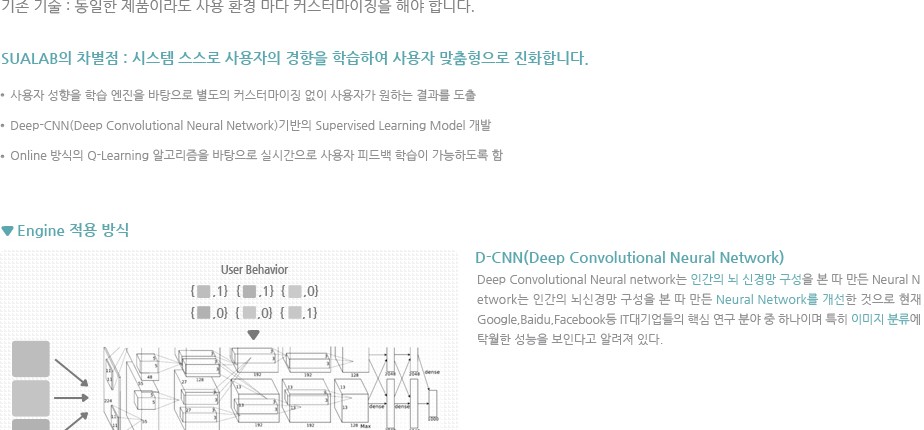 기존 기술 : 동일한 제품이라도 사용 환경 마다 커스터마이징을 해야 합니다.
SUALAB의 차별점 : 시스템 스스로 사용자의 경향을 학습하여 사용자 맞춤형으로 진화합니다.
• 사용자 성향을 학습 엔진을 바탕으로 별도의 커스터마이징 없이 사용자가 원하는 결과를 도출
• Deep-CNN(Deep Convolutional Neural Network)기반의 Supervised Learning Model 개발
• Online 방식의 Q-Learning 알고리즘을 바탕으로 실시간으로 사용자 피드백 학습이 가능하도록 함
▼ Engine 적용 방식
User Behavior
{ ,1} { ,1} { ,0}
{ ,0} { ,0} { ,1}
D-CNN(Deep Convolutional Neural Network)
Deep Convolutional Neural network는 인간의 뇌 신경망 구성을 본 따 만든 Neural N
etwork는 인간의 뇌신경망 구성을 본 따 만든 Neural Network를 개선한 것으로 현재
Google,Baidu,Facebook등 IT대기업들의 핵심 연구 분야 중 하나이며 특히 이미지 분류에
탁월한 성능을 보인다고 알려져 있다.
224
55
48
27
128
192
192
128
Max
2048
2048
dense
dense
dense
1000